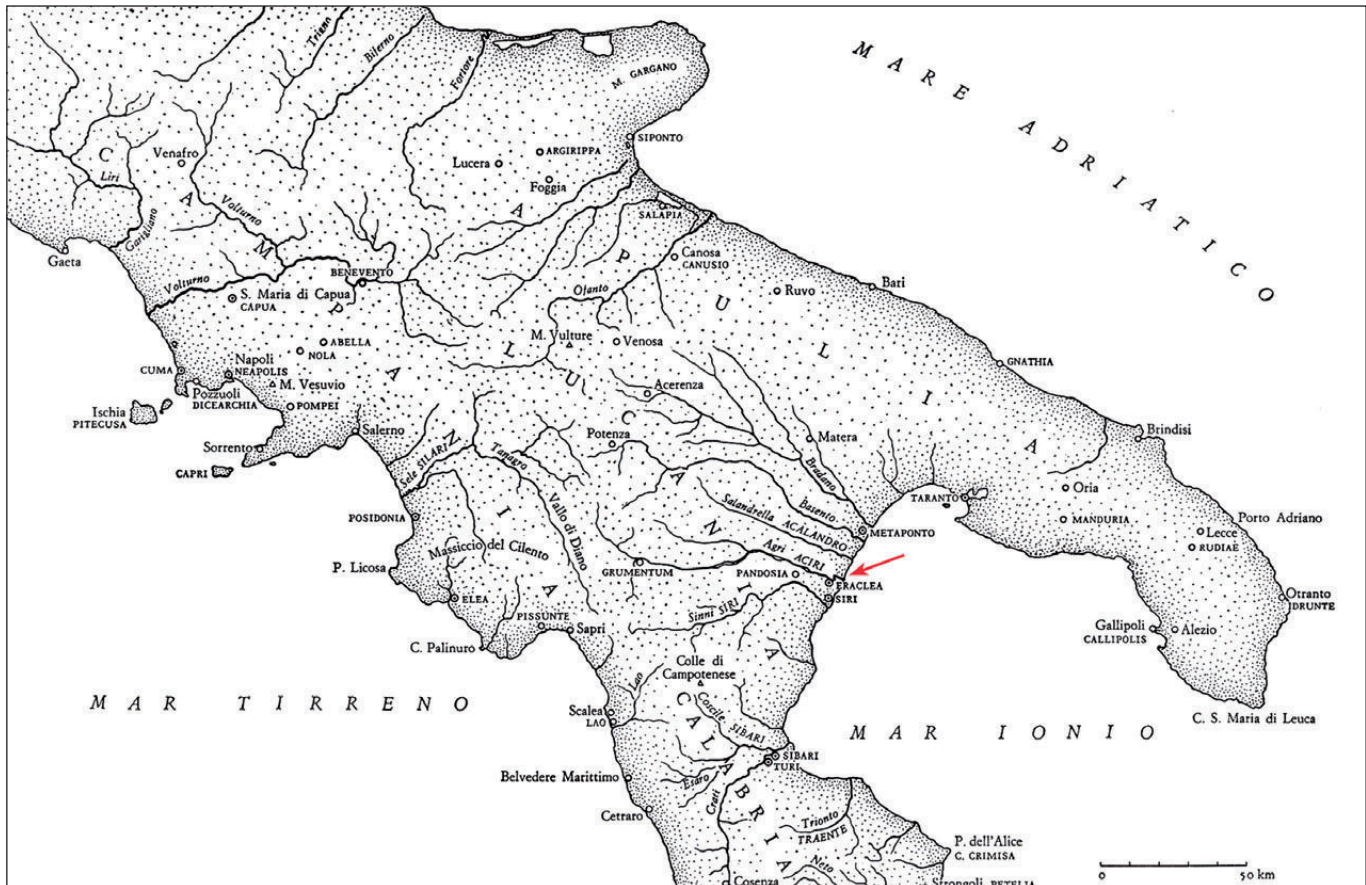 MARE ADRIATICO
Triano
Biferno
Fortore
M. GARGANO
SIPONTO
Venafro
Liri
Garigliano
Volturno
Gaeta
Lucera
ARGIRIPPA
Foggia
SALAPIA
Canosa
CANUSIO
Ofanto
Ruvo
Bari
CAMPANIA
APULIA
LUCANIA
BENEVENTO
Volturno
S. Maria di Capua
CAPUA
ABELLA
NOLA
M. Vulture
Venosa
GNATHIA
CUMA
Napoli
NEAPOLIS
M. Vesuvio
Pozzuoli
DICEARCHIA
POMPEI
Ischia
PITECUSA
Sorrento
Salerno
CAPRI
Acerenza
Potenza
Matera
Bradano
Brindisi
Sele SILARI
Tanagro
Vallo di Diano
Basento
Salandrella ACALANDRO
TARANTO
Oria
MANDURIA
Porto Adriano
Lecce
RUDIAE
POSIDONIA
METAPONTO
Massiccio del Cilento
Agri ACIRI
P. Licosa
GRUMENTUM
PANDOSIA
ERACLEA
SIRI
ELEA
Sinni SIRI
Otranto
IDRUNTE
PISSUNTE
Sapri
Gallipoli
CALLIPOLIS
Alezio
C. Palinuro
Colle di
Campotenese
MAR TIRRENO
Lao
Scalea
LAO
Coscile SIBARI
C. S. Maria di Leuca
MAR IONIO
CALABRIA
SIBARI
TURI
Belvedere Marittimo
Esaro
Crati
Cetraro
Trionto
TRAENTE
P. dell'Alice
C. CRIMISA
Neto
Cosenza
Strongoli PETELIA
0 50 km